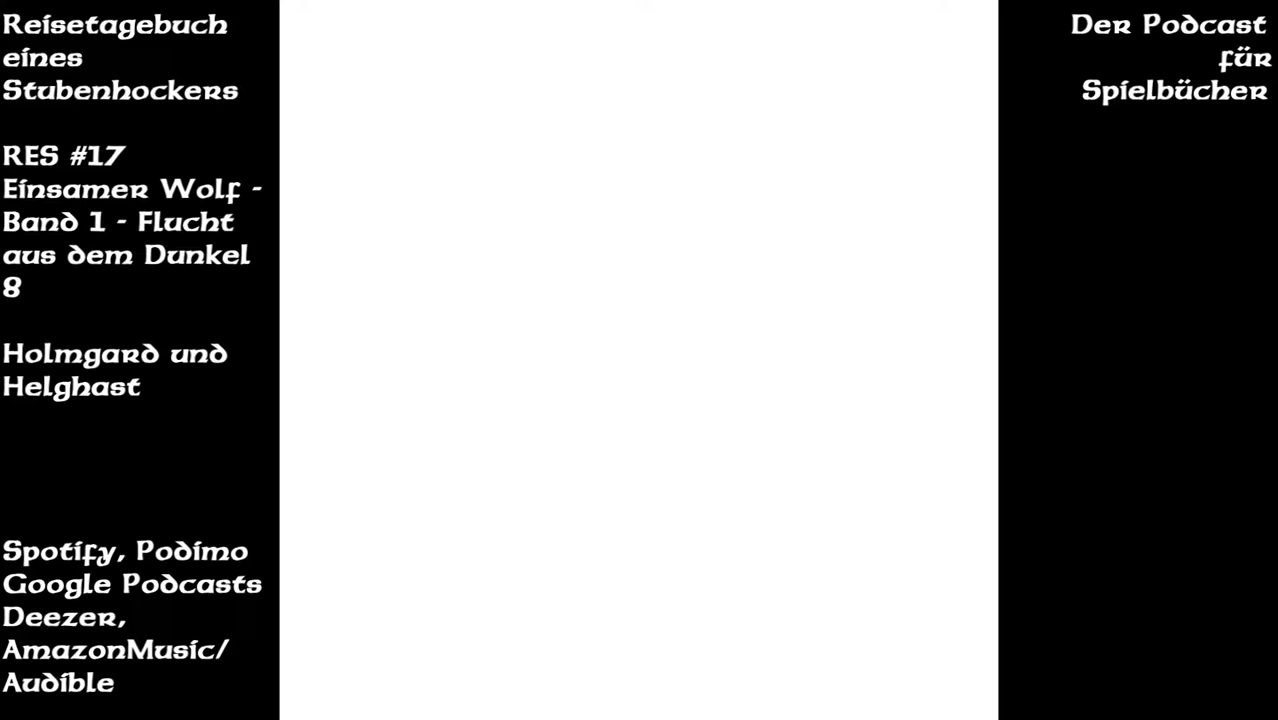 Reisetagebuch
eines
Stubenhockers
RES #17
Einsamer Wolf -
Band 1 - Flucht
aus dem Dunkel
8
Holmgard und
Helghast
Spotify, Podimo
Google Podcasts
Deezer,
AmazonMusic/
Audible
Der Podcast
für
Spielbücher